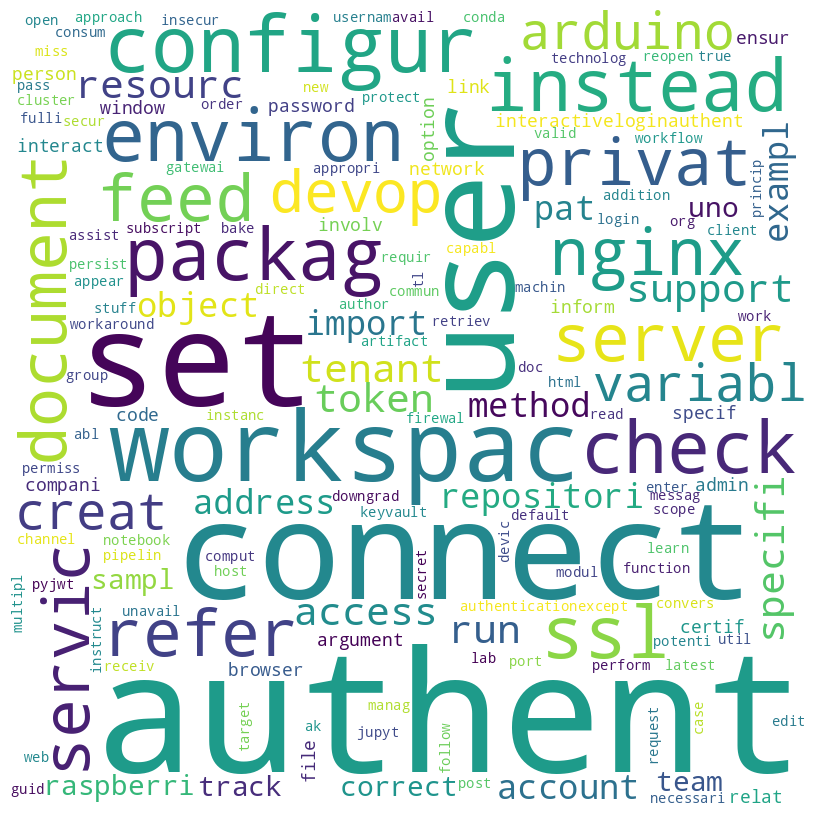 open approach insecur usernam avail conda
consum configur arduino ensur
miss technolog reopen true
person resourc new link instead
pass window order password protect option
cluster fulli secur interactiveloginauthent
interact environ user valid workflow
gatewai appropri network privat exampl princip
document feed devop addition
subscript bake involv pat login uno org
assist packag requir capabl nginx client
persist appear tl
stuff object direct commun machin support
workaround author import retriev inform
set artifact server work
group tenant doc html
code instanc token firewal method variabl
abl workspac read specif
permiss check
compani creat address downgrad repositori enter admin
messag scope
channel notebook keyvault default devic specifi
servic pipelin comput connect learn
pyjwt sampl host secret modul function
multipl unavail access authenticationexcept convers
instruct refer argument run ssl certif
potenti util
receiv browser lab port perform latest
authent
target manag request case
web ak jupyt follow edit
file
guid raspberri track correct post account team relat
necessari